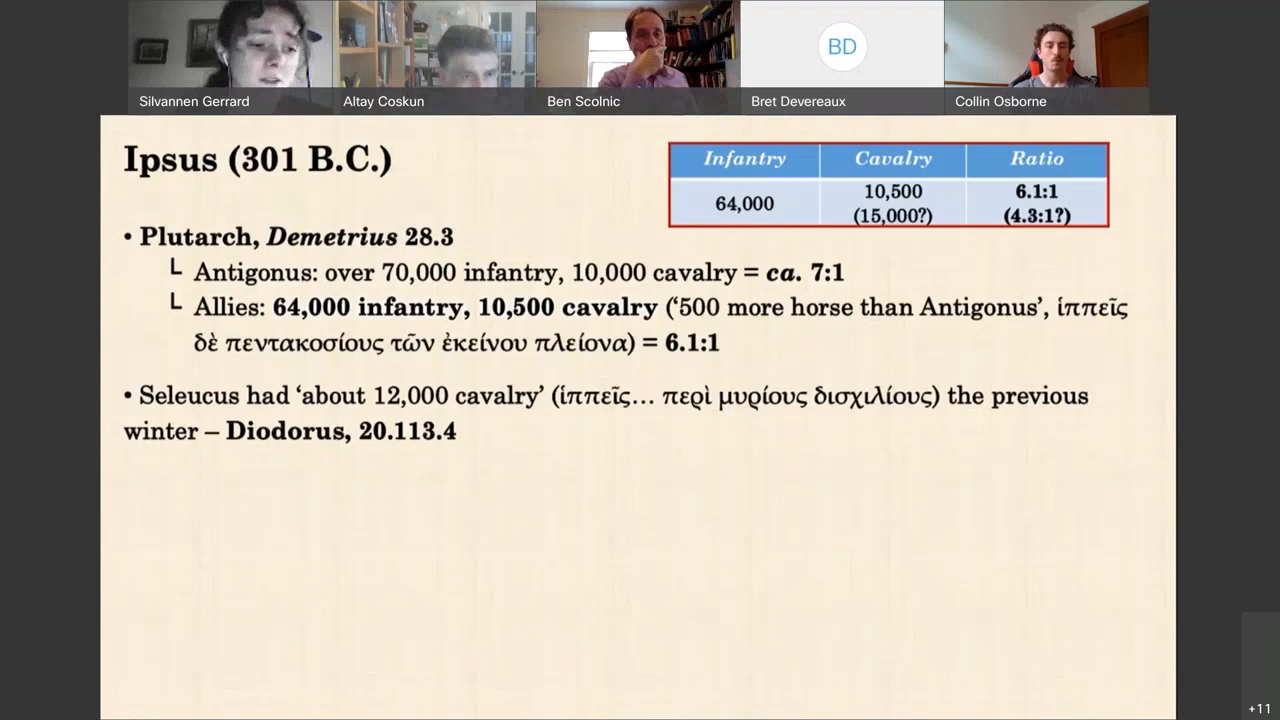 Silvannen Gerrard
Altay Coskun
Ben Scolnic
BD
Bret Devereaux
Collin Osborne
Ipsus (301 B.C.)
Infantry Cavalry Ratio
64,000 10,500 (15,000?) 6.1:1 (4.3:1?)
• Plutarch, Demetrius 28.3
└ Antigonus: over 70,000 infantry, 10,000 cavalry = ca. 7:1
└ Allies: 64,000 infantry, 10,500 cavalry (‘500 more horse than Antigonus’, ἱππεῖς
δὲ πεντακοσίους τῶν ἐκείνου πλείονα) = 6.1:1
• Seleucus had ‘about 12,000 cavalry’ (ἱππεῖς… περὶ μυρίους δισχιλίους) the previous
winter – Diodorus, 20.113.4
+11